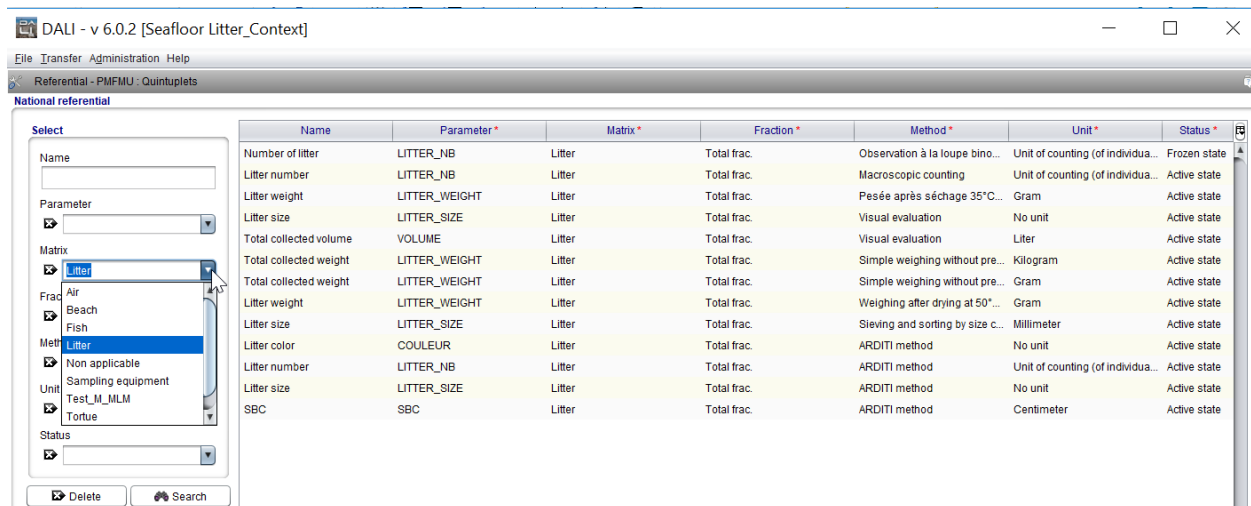 DALI - v 6.0.2 [Seafloor Litter_Context]
File Transfer Administration Help
Referential - PMFMU : Quintuplets
National referential
Select
Name
Parameter
Matrix
Litter
Frac
Air
Beach
Fish
Meth
Litter
Non applicable
Unit
Sampling equipment
Test_M_MLM
Tortue
Status
Delete Search
Name Parameter * Matrix * Fraction * Method * Unit * Status *
Number of litter LITTER_NB Litter Total frac. Observation à la loupe bino... Unit of counting (of individua... Frozen state
Litter number LITTER_NB Litter Total frac. Macroscopic counting Unit of counting (of individua... Active state
Litter weight LITTER_WEIGHT Litter Total frac. Pesée après séchage 35°C... Gram Active state
Litter size LITTER_SIZE Litter Total frac. Visual evaluation No unit Active state
Total collected volume VOLUME Litter Total frac. Visual evaluation Liter Active state
Total collected weight LITTER_WEIGHT Litter Total frac. Simple weighing without pre... Kilogram Active state
Total collected weight LITTER_WEIGHT Litter Total frac. Simple weighing without pre... Gram Active state
Litter weight LITTER_WEIGHT Litter Total frac. Weighing after drying at 50°... Gram Active state
Litter size LITTER_SIZE Litter Total frac. Sieving and sorting by size c... Millimeter Active state
Litter color COULEUR Litter Total frac. ARDITI method No unit Active state
Litter number LITTER_NB Litter Total frac. ARDITI method Unit of counting (of individua... Active state
Litter size LITTER_SIZE Litter Total frac. ARDITI method No unit Active state
SBC SBC Litter Total frac. ARDITI method Centimeter Active state